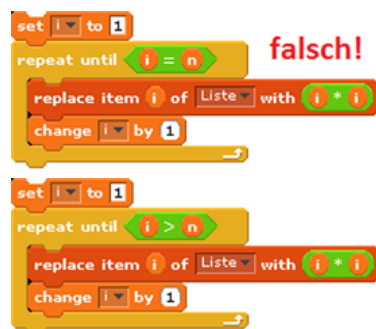 set i to 1
falsch!
repeat until i = n
replace item i of Liste with i * i
change i by 1
set i to 1
repeat until i > n
replace item i of Liste with i * i
change i by 1